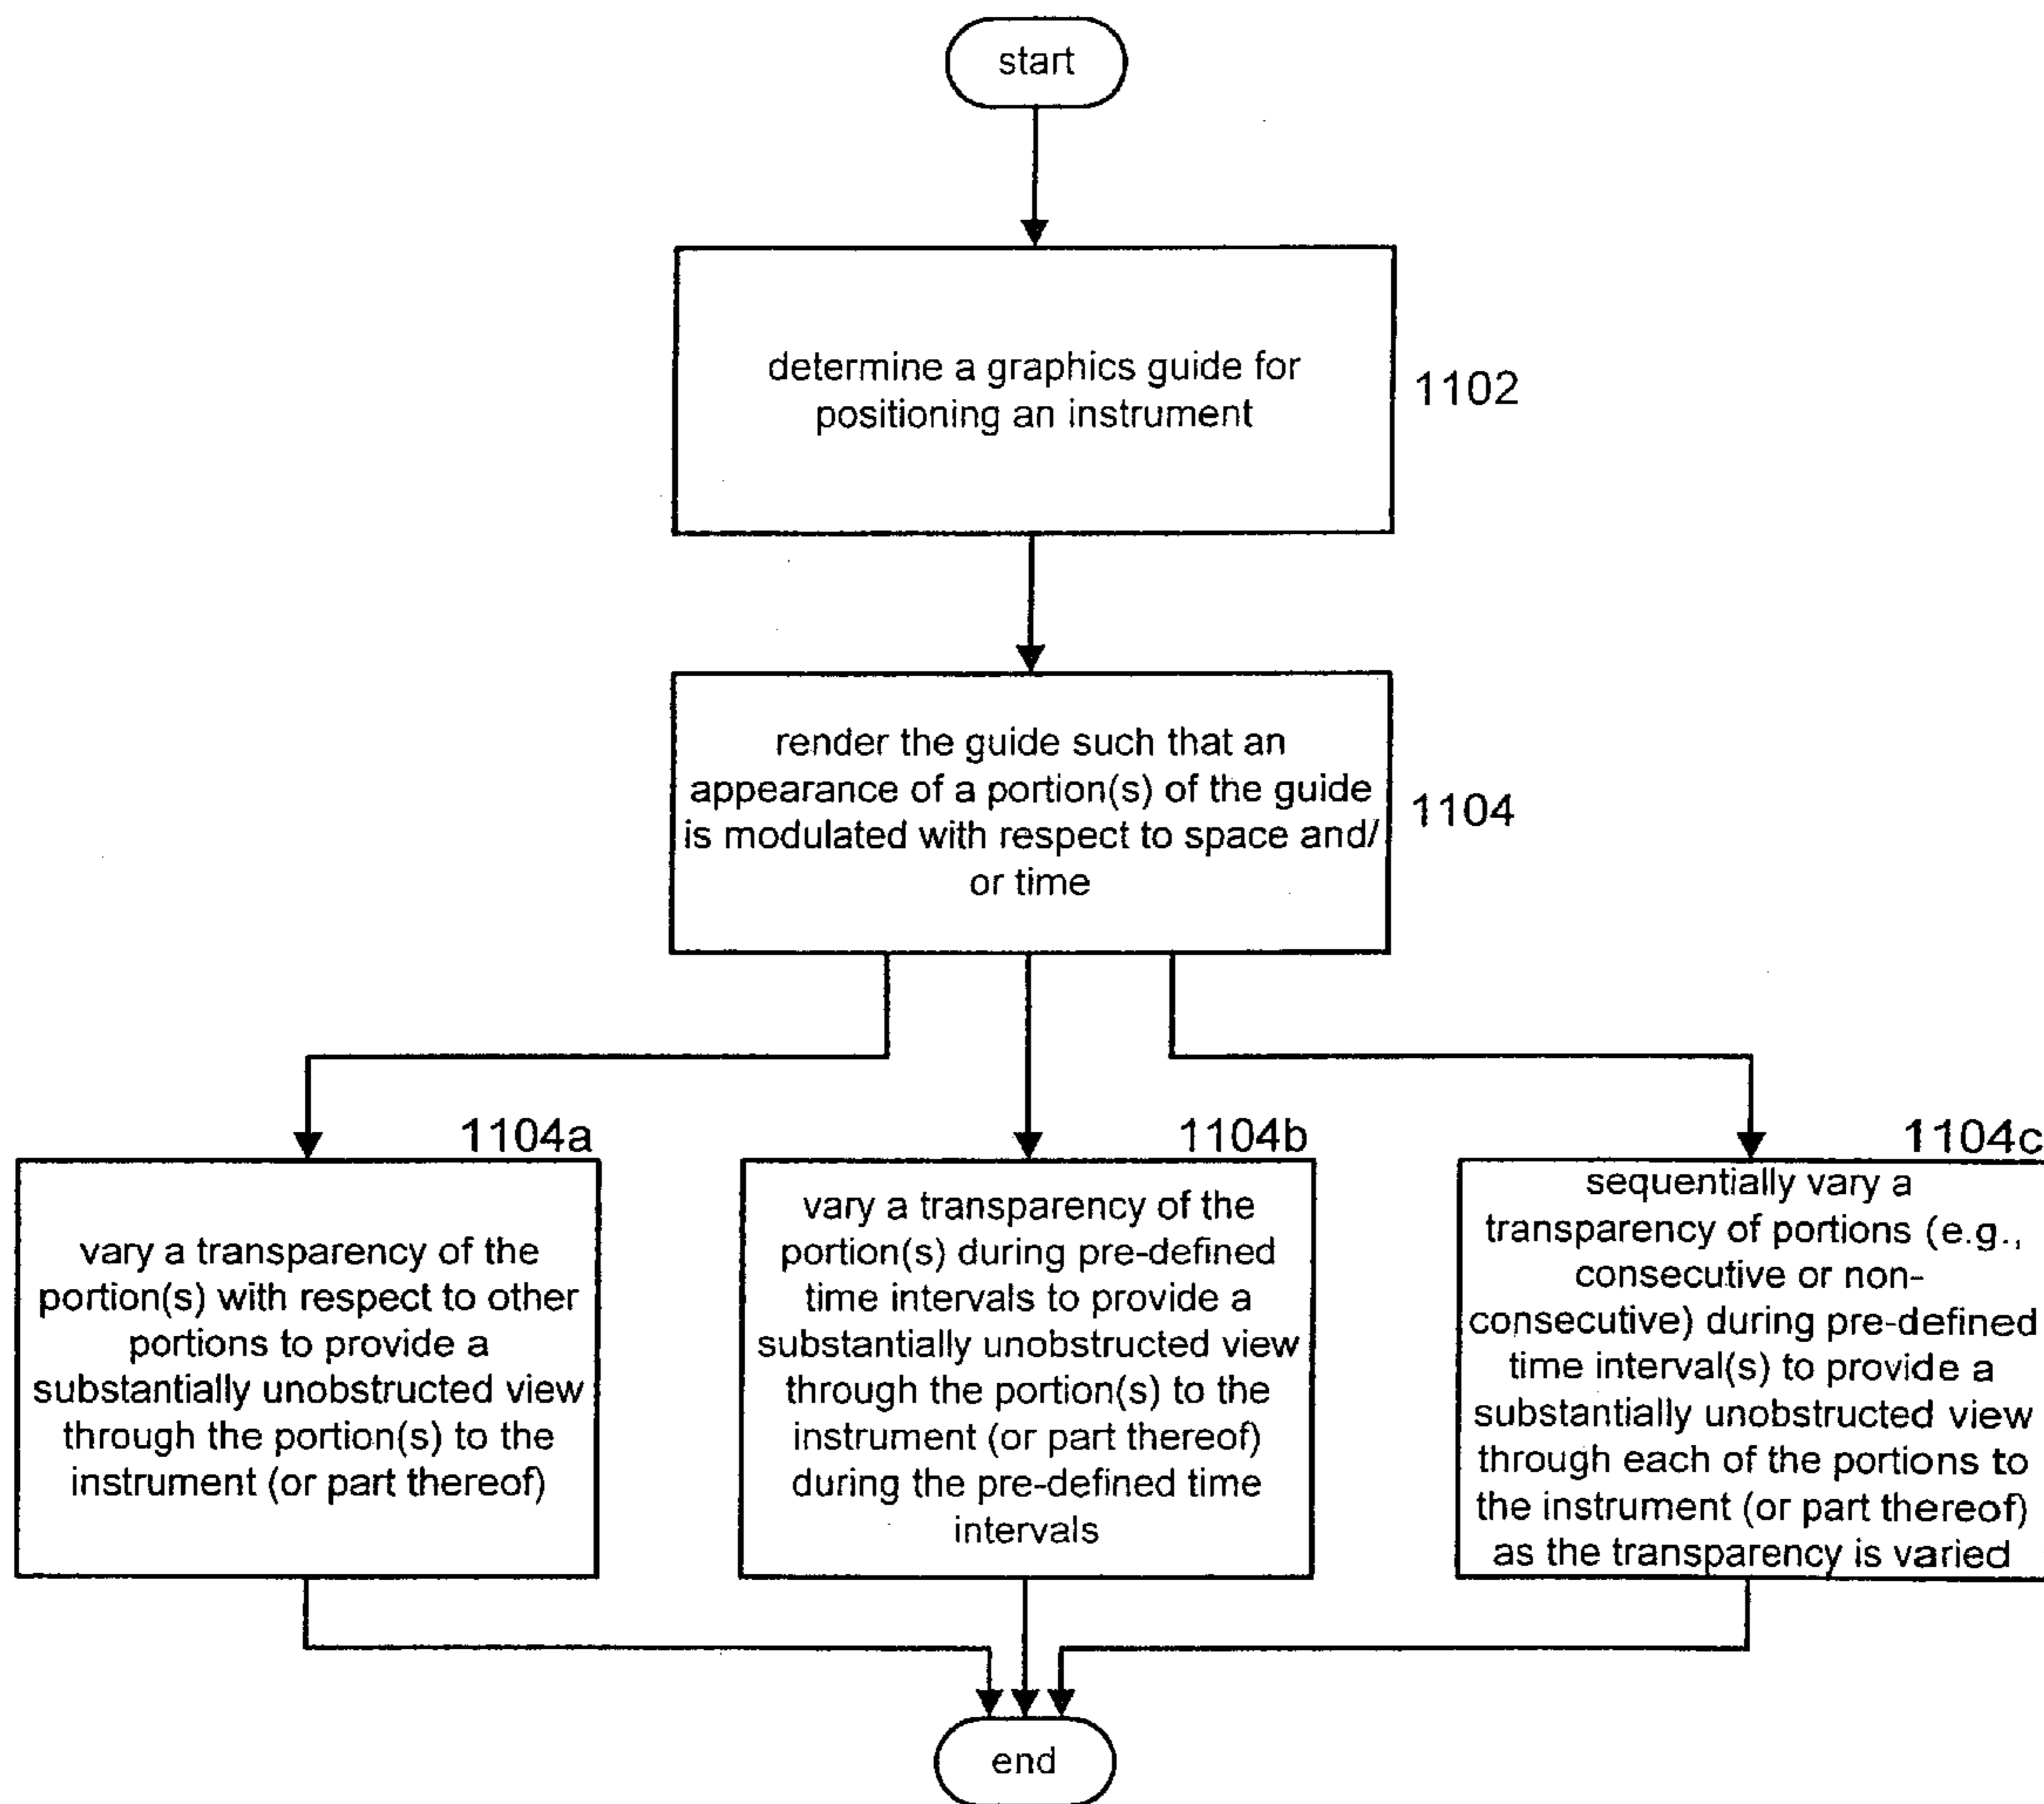 start
determine a graphics guide for
positioning an instrument
1102
render the guide such that an
appearance of a portion(s) of the guide
is modulated with respect to space and/
or time
1104
1104a
vary a transparency of the
portion(s) with respect to other
portions to provide a
substantially unobstructed view
through the portion(s) to the
instrument (or part thereof)
1104b
vary a transparency of the
portion(s) during pre-defined
time intervals to provide a
substantially unobstructed view
through the portion(s) to the
instrument (or part thereof)
during the pre-defined time
intervals
1104c
sequentially vary a
transparency of portions (e.g.,
consecutive or non-
consecutive) during pre-defined
time interval(s) to provide a
substantially unobstructed view
through each of the portions to
the instrument (or part thereof)
as the transparency is varied
end